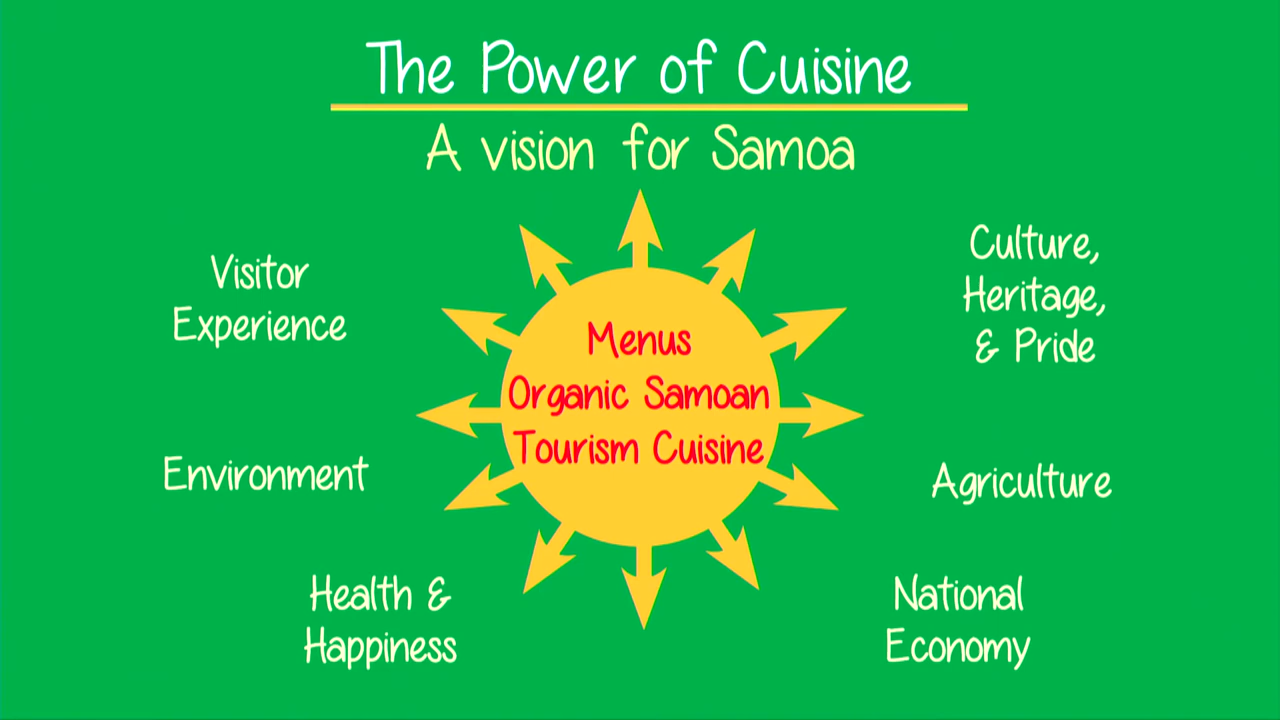 The Power of Cuisine
A vision for Samoa
Visitor
Experience
Culture,
Heritage,
& Pride
Menus
Organic Samoan
Tourism Cuisine
Environment
Agriculture
Health &
Happiness
National
Economy